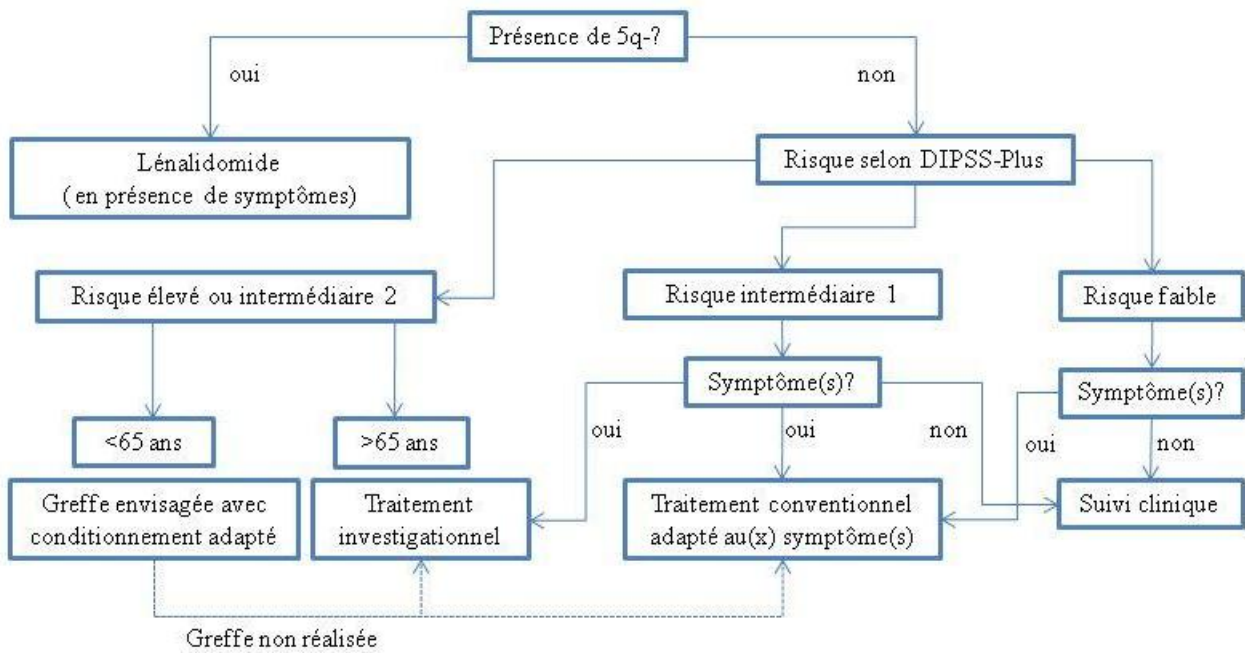 Présence de 5q-?
oui
non
Lénalidomide
( en présence de symptômes)
Risque selon DIPSS-Plus
Risque élevé ou intermédiaire 2
Risque intermédiaire 1
Risque faible
Symptôme(s)?
Symptôme(s)?
<65 ans
>65 ans
oui
oui
non
oui
non
Greffe envisagée avec
conditionnement adapté
Traitement
investigationnel
Traitement conventionnel
adapté au(x) symptôme(s)
Suivi clinique
Greffe non réalisée